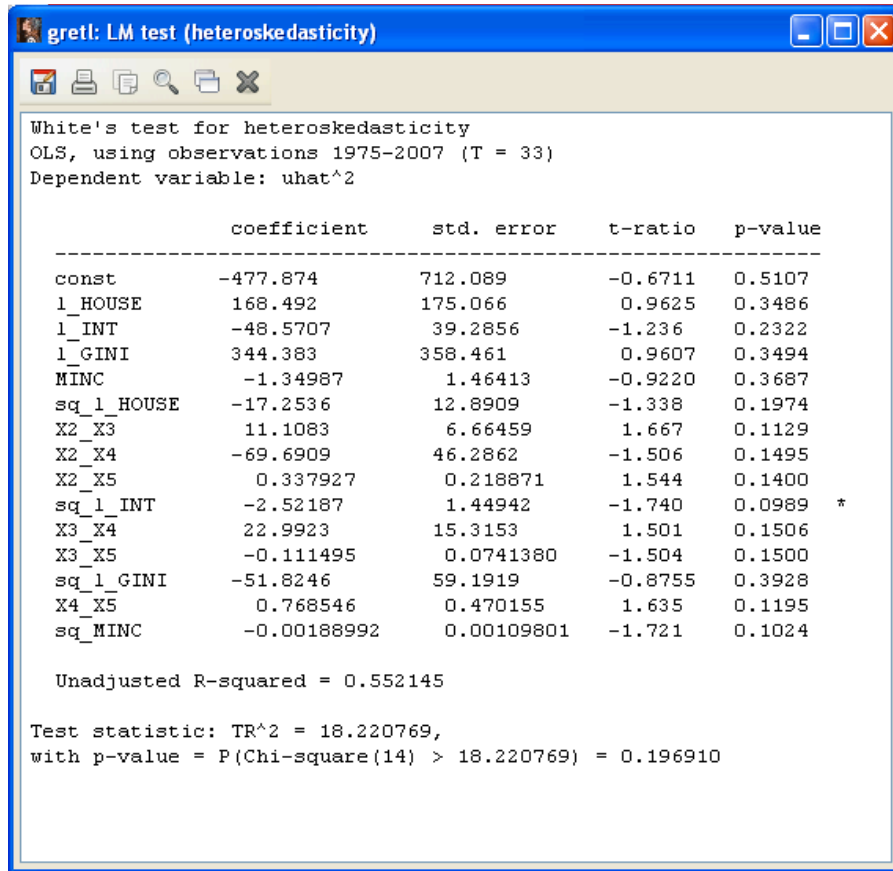 gretl: LM test (heteroskedasticity)
White's test for heteroskedasticity
OLS, using observations 1975-2007 (T = 33)
Dependent variable: uhat^2
coefficient std. error t-ratio p-value
---------------------------------------------------------------
const -477.874 712.089 -0.6711 0.5107
l_HOUSE 168.492 175.066 0.9625 0.3486
l_INT -48.5707 39.2856 -1.236 0.2322
l_GINI 344.383 358.461 0.9607 0.3494
MINC -1.34987 1.46413 -0.9220 0.3687
sq_l_HOUSE -17.2536 12.8909 -1.338 0.1974
X2_X3 11.1083 6.66459 1.667 0.1129
X2_X4 -69.6909 46.2862 -1.506 0.1495
X2_X5 0.337927 0.218871 1.544 0.1400
sq_l_INT -2.52187 1.44942 -1.740 0.0989 *
X3_X4 22.9923 15.3153 1.501 0.1506
X3_X5 -0.111495 0.0741380 -1.504 0.1500
sq_l_GINI -51.8246 59.1919 -0.8755 0.3928
X4_X5 0.768546 0.470155 1.635 0.1195
sq_MINC -0.00188992 0.00109801 -1.721 0.1024
Unadjusted R-squared = 0.552145
Test statistic: TR^2 = 18.220769,
with p-value = P(Chi-square(14) > 18.220769) = 0.196910